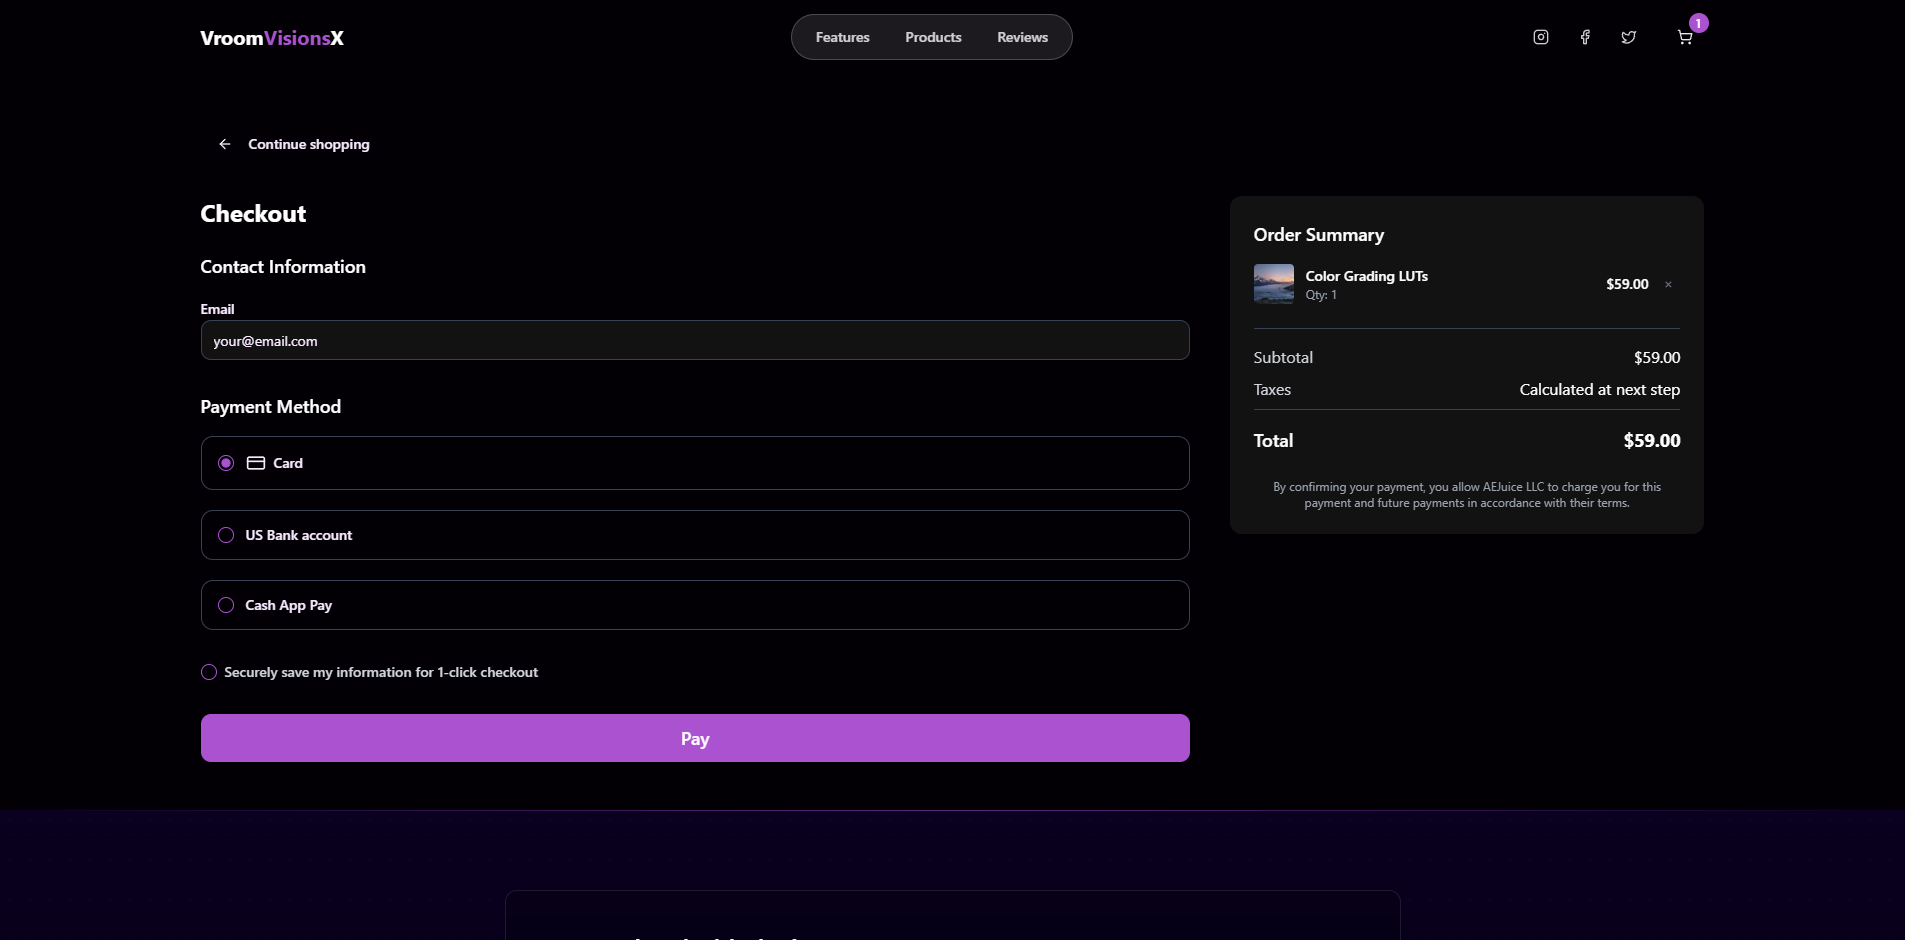 VroomVisionsX
Features
Products
Reviews
1
Continue shopping
Checkout
Contact Information
Email
your@email.com
Payment Method
Card
US Bank account
Cash App Pay
Securely save my information for 1-click checkout
Pay
Order Summary
Color Grading LUTs
Qty: 1
$59.00
×
Subtotal
$59.00
Taxes
Calculated at next step
Total
$59.00
By confirming your payment, you allow AEJuice LLC to charge you for this
payment and future payments in accordance with their terms.